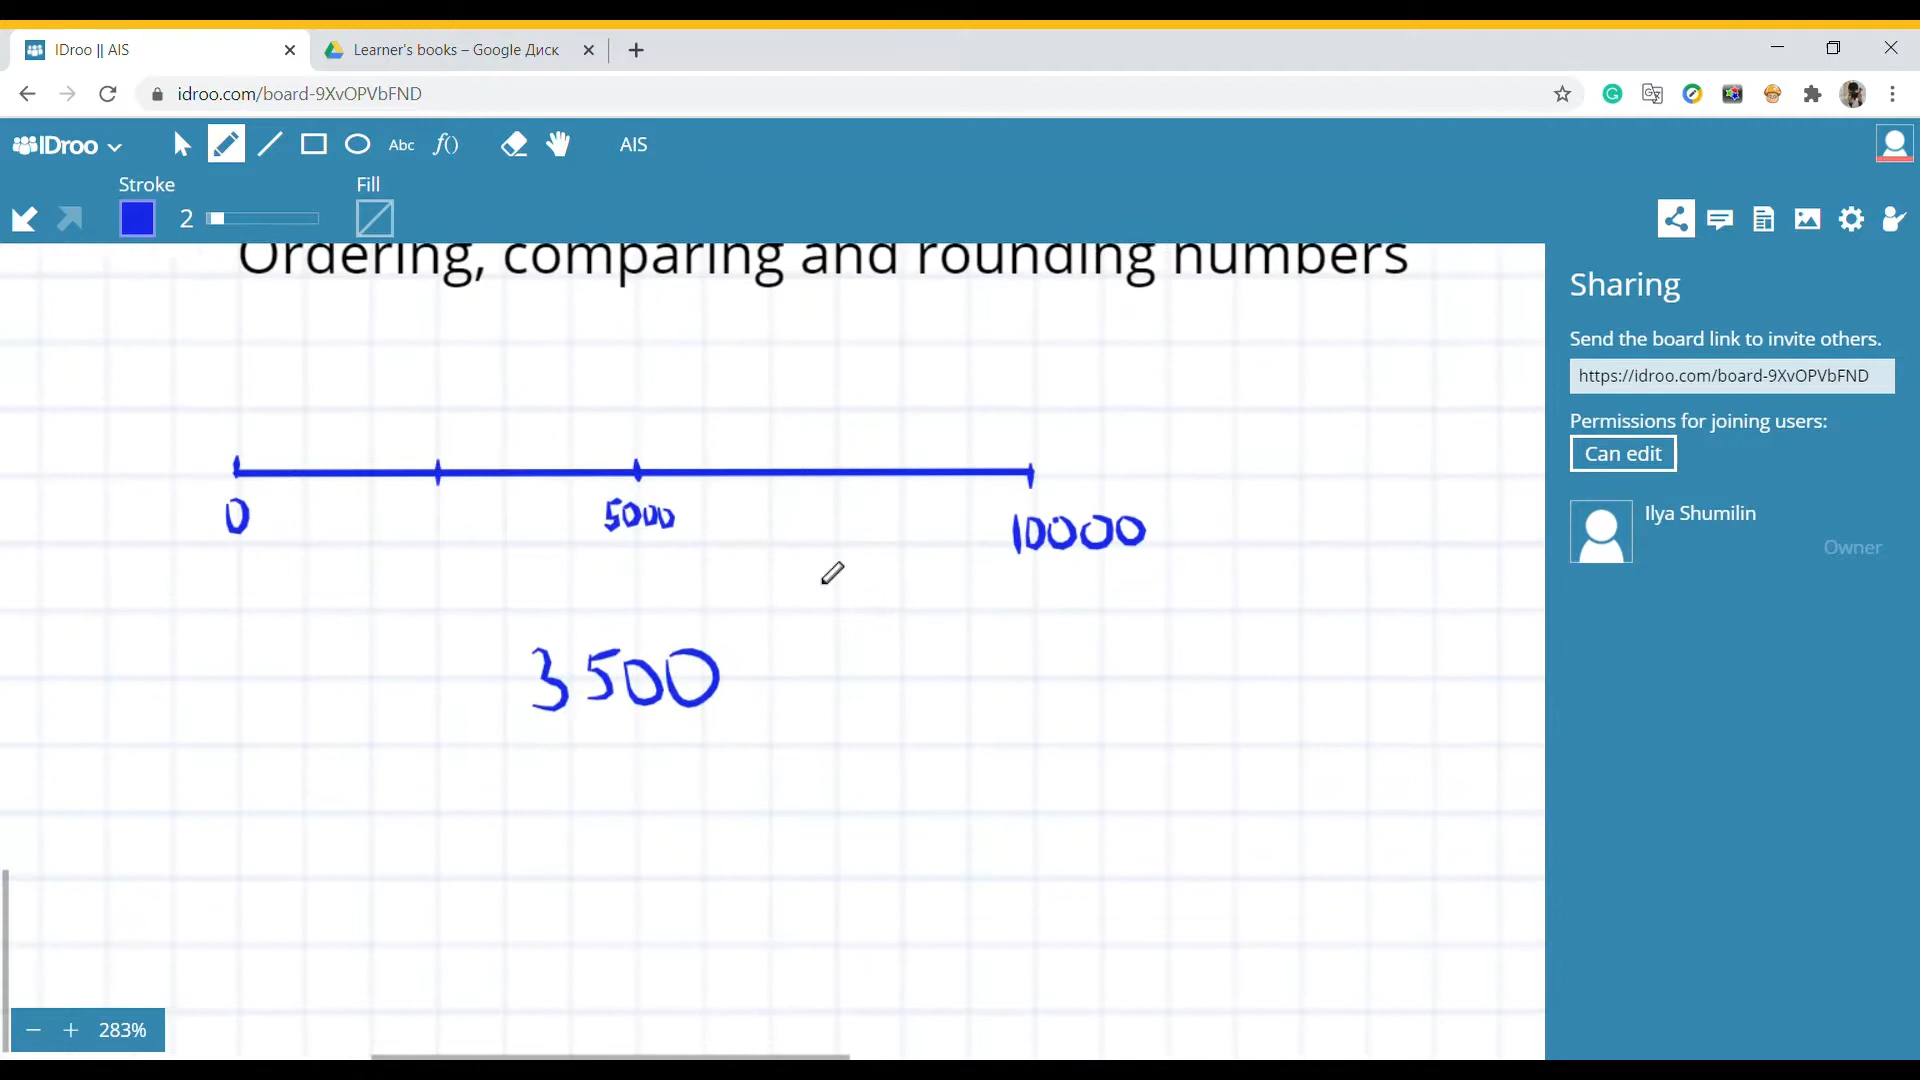 IDroo || AIS
Learner's books – Google Диск
idroo.com/board-9XvOPVbFND
IDroo
Abc
f()
AIS
Stroke
Fill
2
Ordering, comparing and rounding numbers
0
5000
10000
3500
Sharing
Send the board link to invite others.
https://idroo.com/board-9XvOPVbFND
Permissions for joining users:
Can edit
Ilya Shumilin
Owner
283%